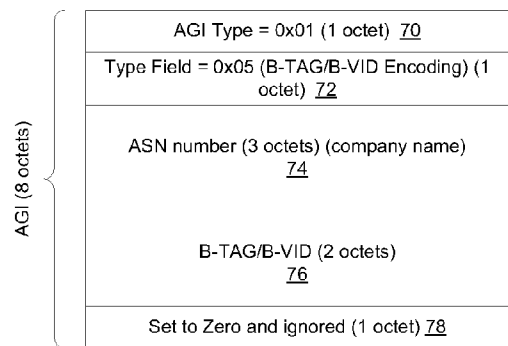 AGI Type = 0x01 (1 octet) 70
Type Field = 0x05 (B-TAG/B-VID Encoding) (1
octet) 72
AGI (8 octets)
ASN number (3 octets) (company name)
74
B-TAG/B-VID (2 octets)
76
Set to Zero and ignored (1 octet) 78